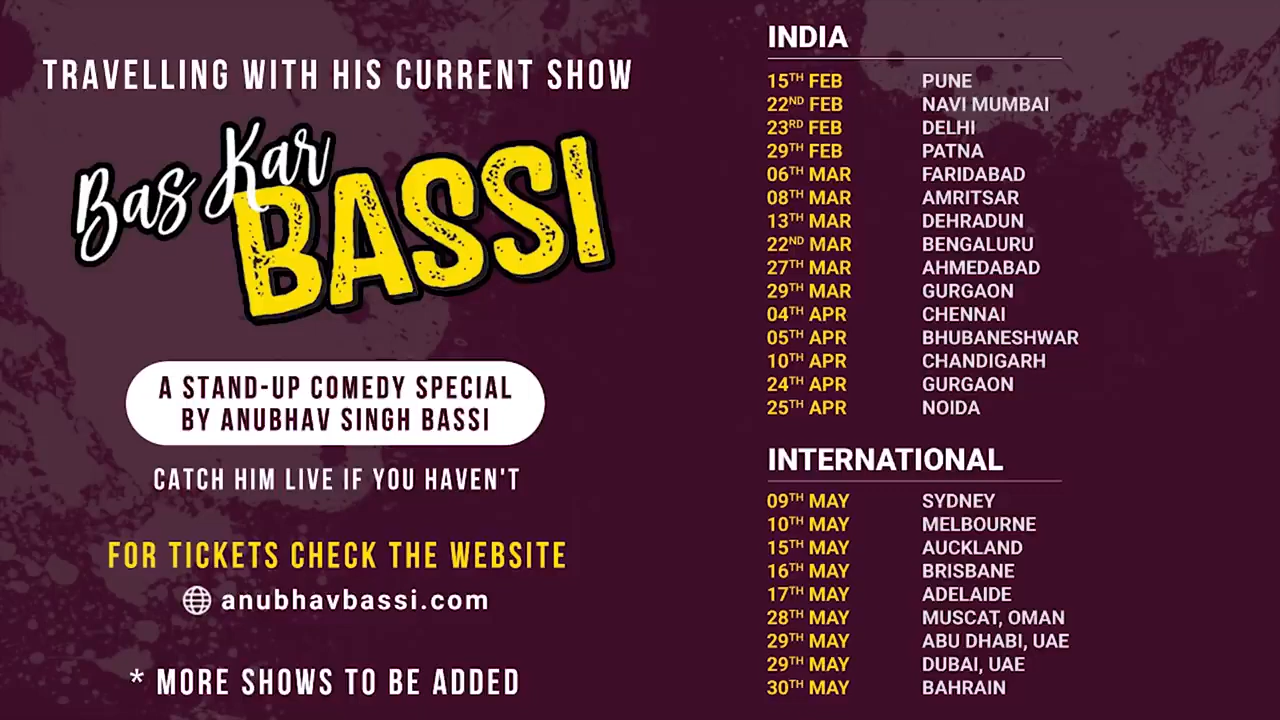 TRAVELLING WITH HIS CURRENT SHOW
Bas Kar
BASSI
A STAND-UP COMEDY SPECIAL
BY ANUBHAV SINGH BASSI
CATCH HIM LIVE IF YOU HAVEN'T
FOR TICKETS CHECK THE WEBSITE
anubhavbassi.com
* MORE SHOWS TO BE ADDED
INDIA
15TH FEB PUNE
22ND FEB NAVI MUMBAI
23RD FEB DELHI
29TH FEB PATNA
06TH MAR FARIDABAD
08TH MAR AMRITSAR
13TH MAR DEHRADUN
22ND MAR BENGALURU
27TH MAR AHMEDABAD
29TH MAR GURGAON
04TH APR CHENNAI
05TH APR BHUBANESHWAR
10TH APR CHANDIGARH
24TH APR GURGAON
25TH APR NOIDA
INTERNATIONAL
09TH MAY SYDNEY
10TH MAY MELBOURNE
15TH MAY AUCKLAND
16TH MAY BRISBANE
17TH MAY ADELAIDE
28TH MAY MUSCAT, OMAN
29TH MAY ABU DHABI, UAE
29TH MAY DUBAI, UAE
30TH MAY BAHRAIN